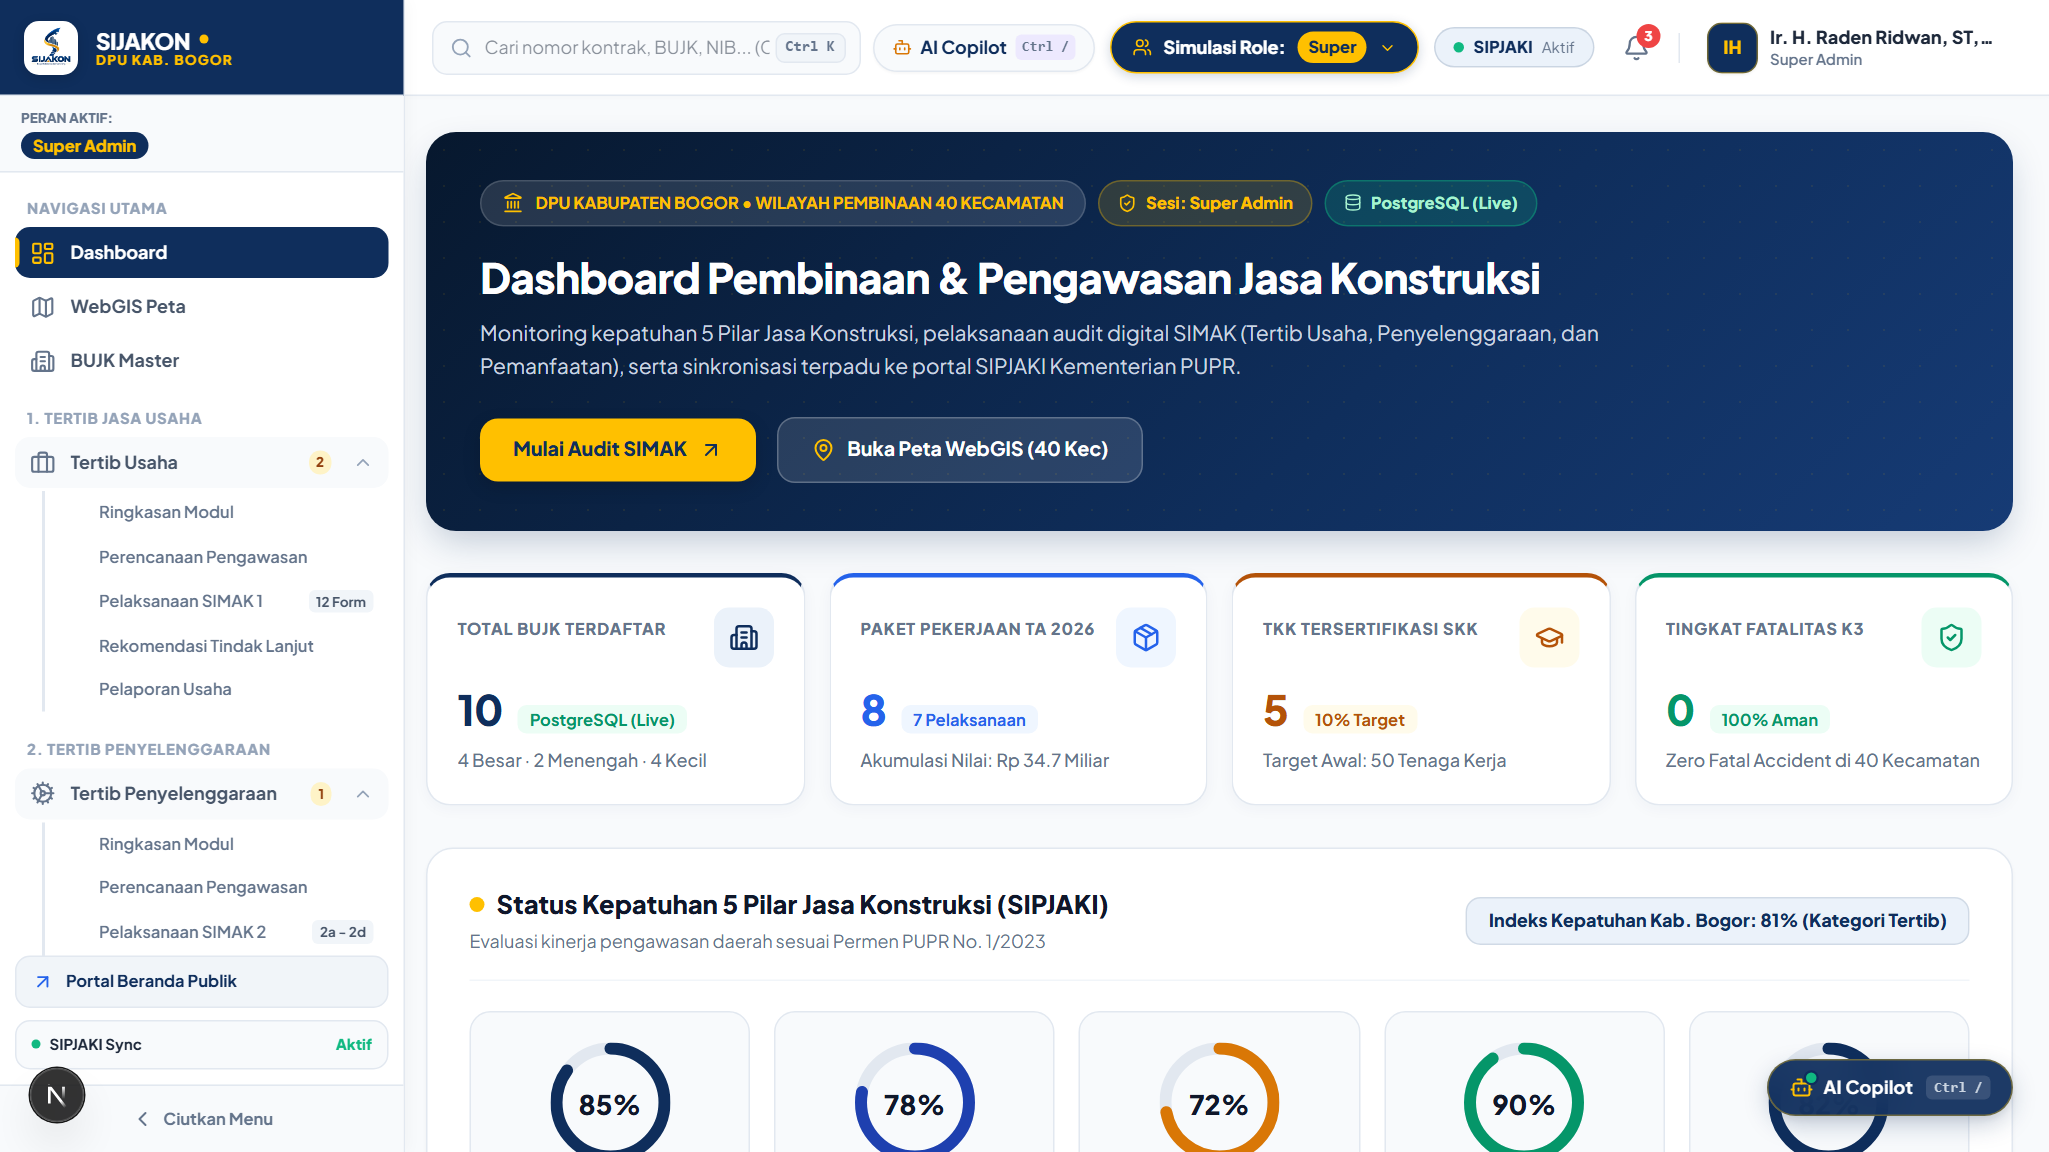 SIJAKON
SIJAKON
DPU KAB. BOGOR
Cari nomor kontrak, BUJK, NIB... (C
Ctrl K
AI Copilot
Ctrl /
Simulasi Role:
Super
SIPJAKI Aktif
3
IH
Ir. H. Raden Ridwan, ST,...
Super Admin
PERAN AKTIF:
Super Admin
NAVIGASI UTAMA
Dashboard
WebGIS Peta
BUJK Master
1. TERTIB JASA USAHA
Tertib Usaha
2
Ringkasan Modul
Perencanaan Pengawasan
Pelaksanaan SIMAK 1
12 Form
Rekomendasi Tindak Lanjut
Pelaporan Usaha
2. TERTIB PENYELENGGARAAN
Tertib Penyelenggaraan
1
Ringkasan Modul
Perencanaan Pengawasan
Pelaksanaan SIMAK 2
2a - 2d
Portal Beranda Publik
SIPJAKI Sync
Aktif
N
Ciutkan Menu
DPU KABUPATEN BOGOR ● WILAYAH PEMBINAAN 40 KECAMATAN
Sesi: Super Admin
PostgreSQL (Live)
Dashboard Pembinaan & Pengawasan Jasa Konstruksi
Monitoring kepatuhan 5 Pilar Jasa Konstruksi, pelaksanaan audit digital SIMAK (Tertib Usaha, Penyelenggaraan, dan
Pemanfaatan), serta sinkronisasi terpadu ke portal SIPJAKI Kementerian PUPR.
Mulai Audit SIMAK
Buka Peta WebGIS (40 Kec)
TOTAL BUJK TERDAFTAR
10
PostgreSQL (Live)
4 Besar · 2 Menengah · 4 Kecil
PAKET PEKERJAAN TA 2026
8
7 Pelaksanaan
Akumulasi Nilai: Rp 34.7 Miliar
TKK TERSERTIFIKASI SKK
5
10% Target
Target Awal: 50 Tenaga Kerja
TINGKAT FATALITAS K3
0
100% Aman
Zero Fatal Accident di 40 Kecamatan
Status Kepatuhan 5 Pilar Jasa Konstruksi (SIPJAKI)
Evaluasi kinerja pengawasan daerah sesuai Permen PUPR No. 1/2023
Indeks Kepatuhan Kab. Bogor: 81% (Kategori Tertib)
85%
78%
72%
90%
AI Copilot
Ctrl /